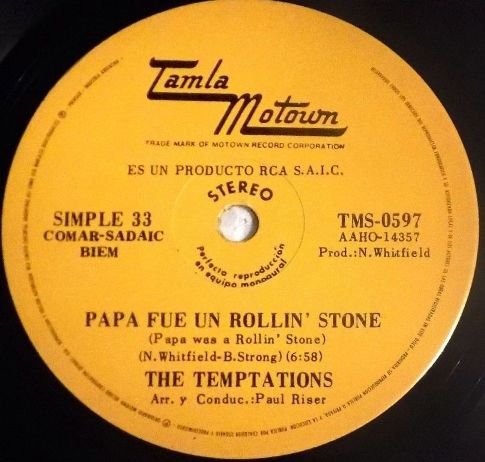 Tamla
Motown
TRADE MARK OF MOTOWN RECORD CORPORATION
ES UN PRODUCTO RCA S.A.I.C.
STEREO
SIMPLE 33
COMAR-SADAIC
BIEM
TMS-0597
AAHO-14357
Prod.:N.Whitfield
Perfecta reproducción
en equipo monoaural
PAPA FUE UN ROLLIN' STONE
(Papa was a Rollin' Stone)
(N.Whitfield-B.Strong) (6:58)
THE TEMPTATIONS
Arr. y Conduc.:Paul Riser